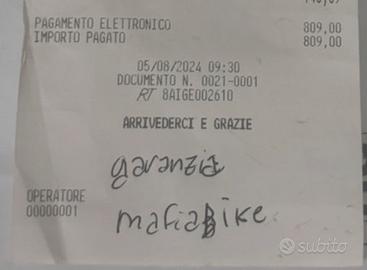 PAGAMENTO ELETTRONICO 809,00
IMPORTO PAGATO 809,00
05/08/2024 09:30
DOCUMENTO N. 0021-0001
RT 8AIGE002610
ARRIVEDERCI E GRAZIE
garanzia
OPERATORE
00000001
mafiaBike
subito